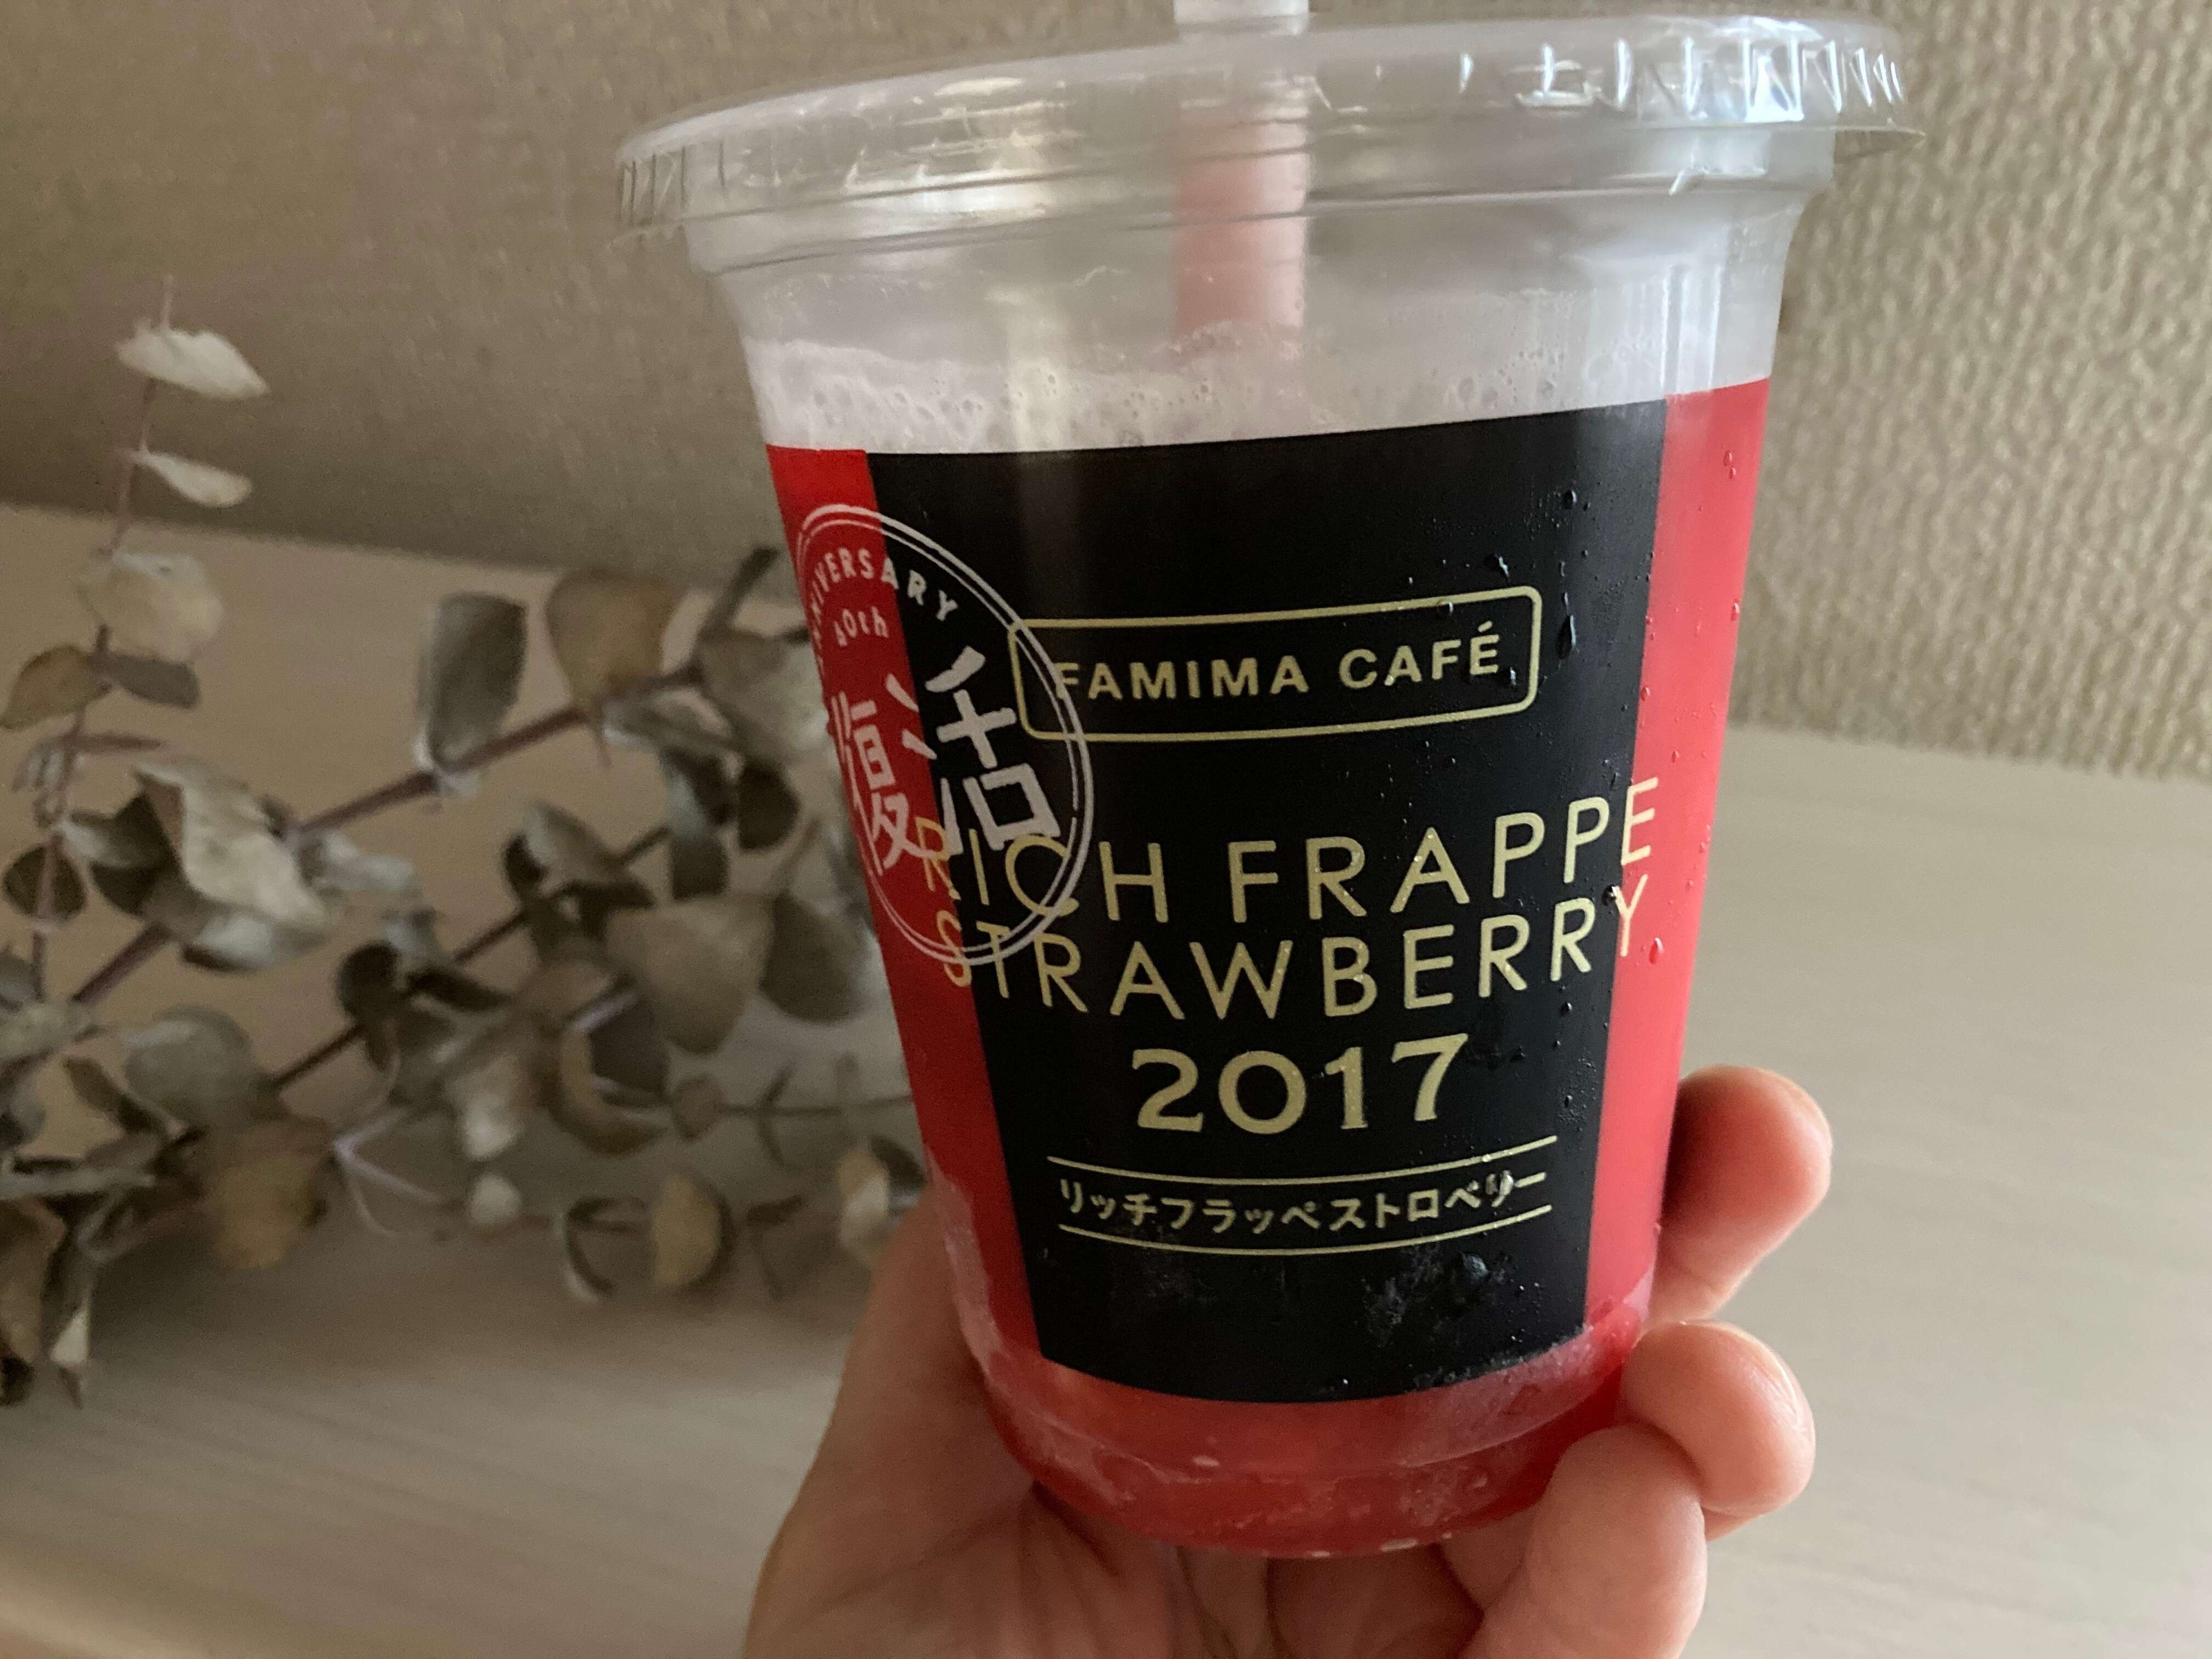 ANNIVERSARY
40th
復活
FAMIMA CAFÉ
RICH FRAPPE
STRAWBERRY
2017
リッチフラッペストロベリー